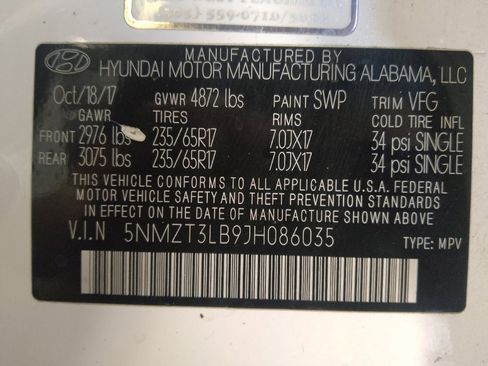 559-0710
MANUFACTURED BY
HYUNDAI MOTOR MANUFACTURING ALABAMA, LLC
Oct/18/17 GVWR 4872 lbs PAINT SWP TRIM VFG
GAWR TIRES RIMS COLD TIRE INFL
FRONT 2976 lbs 235/65R17 7.0JX17 34 psi SINGLE
REAR 3075 lbs 235/65R17 7.0JX17 34 psi SINGLE
THIS VEHICLE CONFORMS TO ALL APPLICABLE U.S.A. FEDERAL
MOTOR VEHICLE SAFETY AND THEFT PREVENTION STANDARDS
IN EFFECT ON THE DATE OF MANUFACTURE SHOWN ABOVE.
V.I.N 5NMZT3LB9JH086035 TYPE: MPV